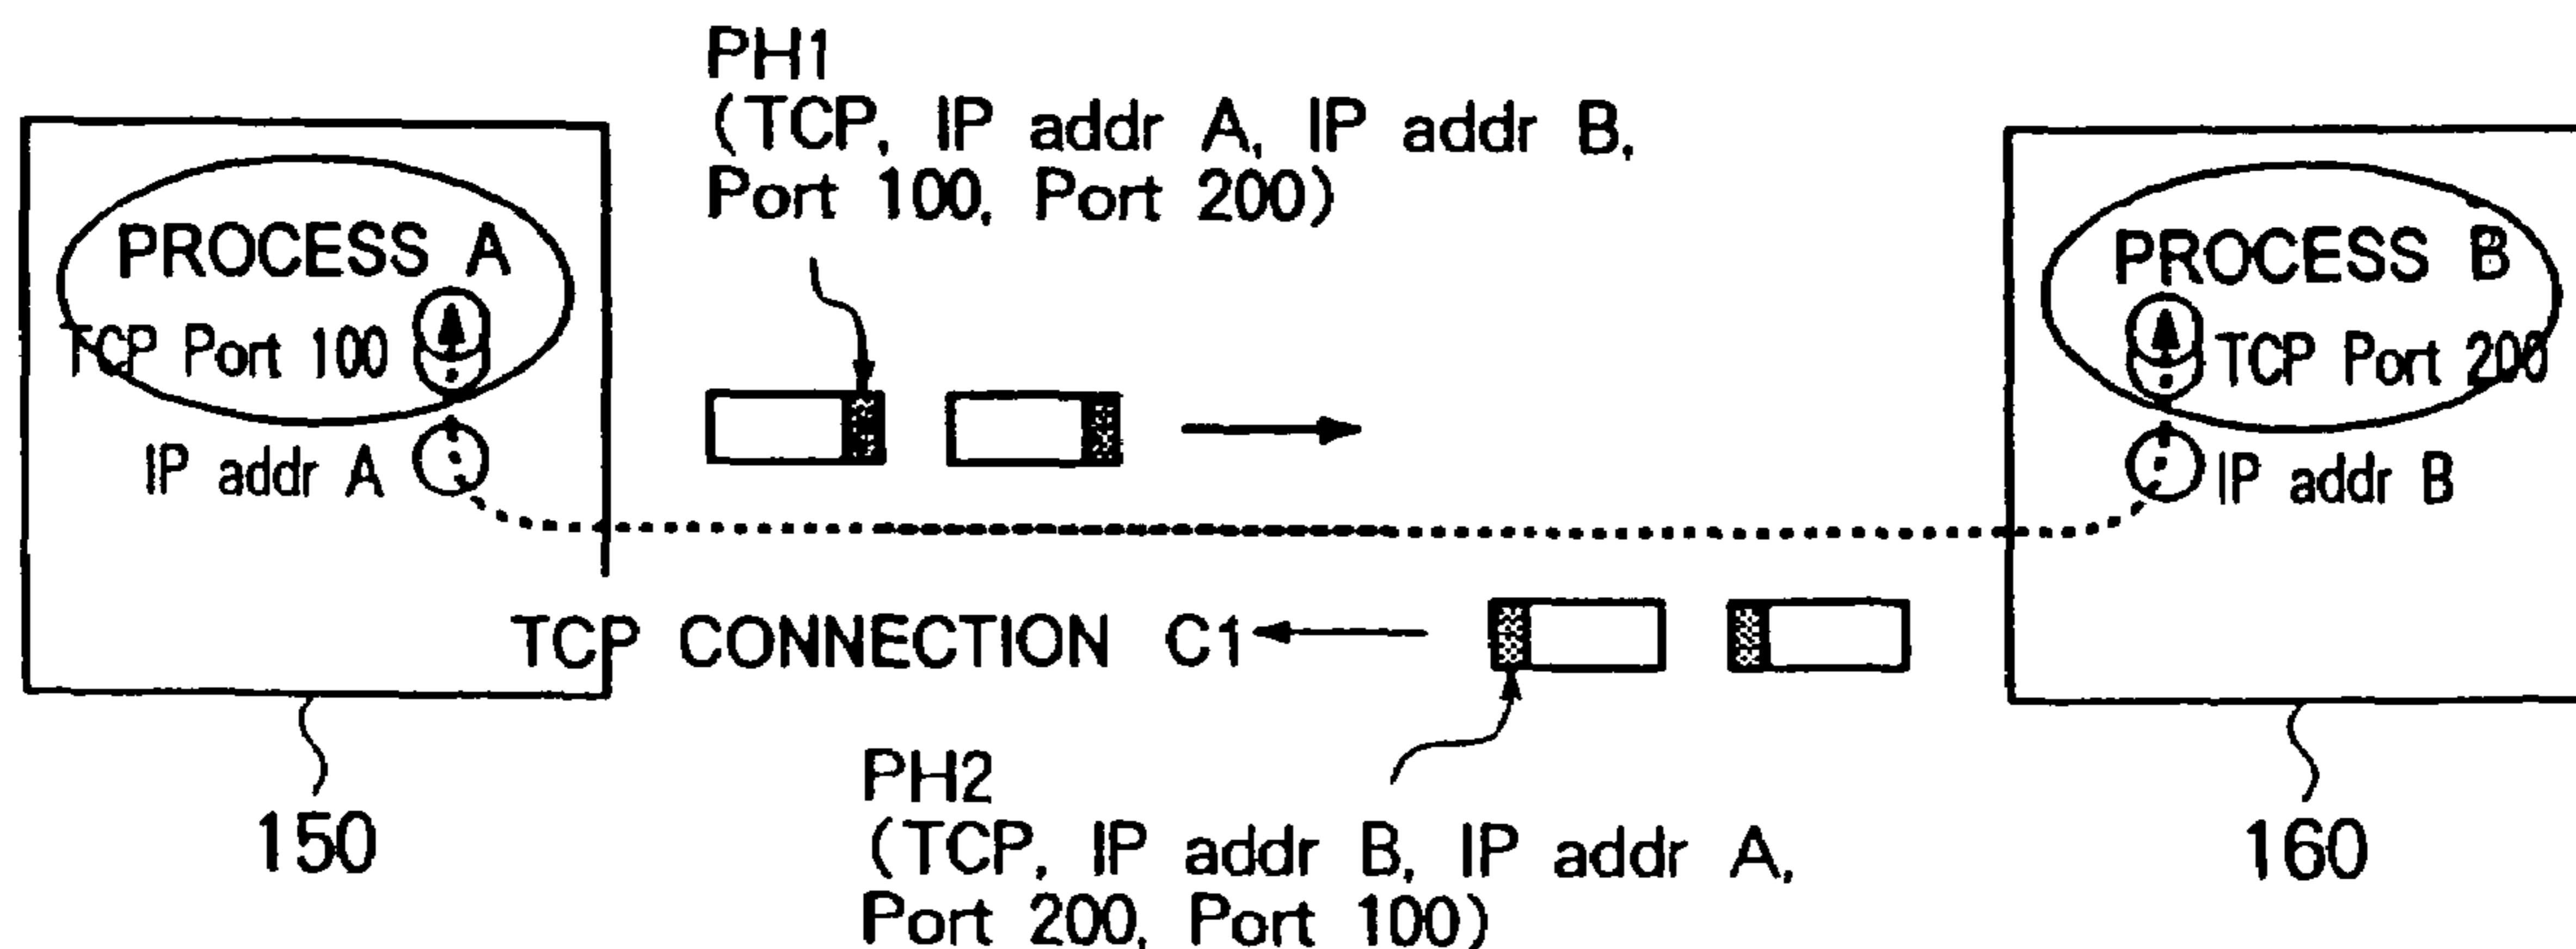 PH1
(TCP, IP addr A, IP addr B,
Port 100, Port 200)
PROCESS A
TCP Port 100
IP addr A
PROCESS B
TCP Port 200
IP addr B
TCP CONNECTION C1
PH2
(TCP, IP addr B, IP addr A,
Port 200, Port 100)
150
160